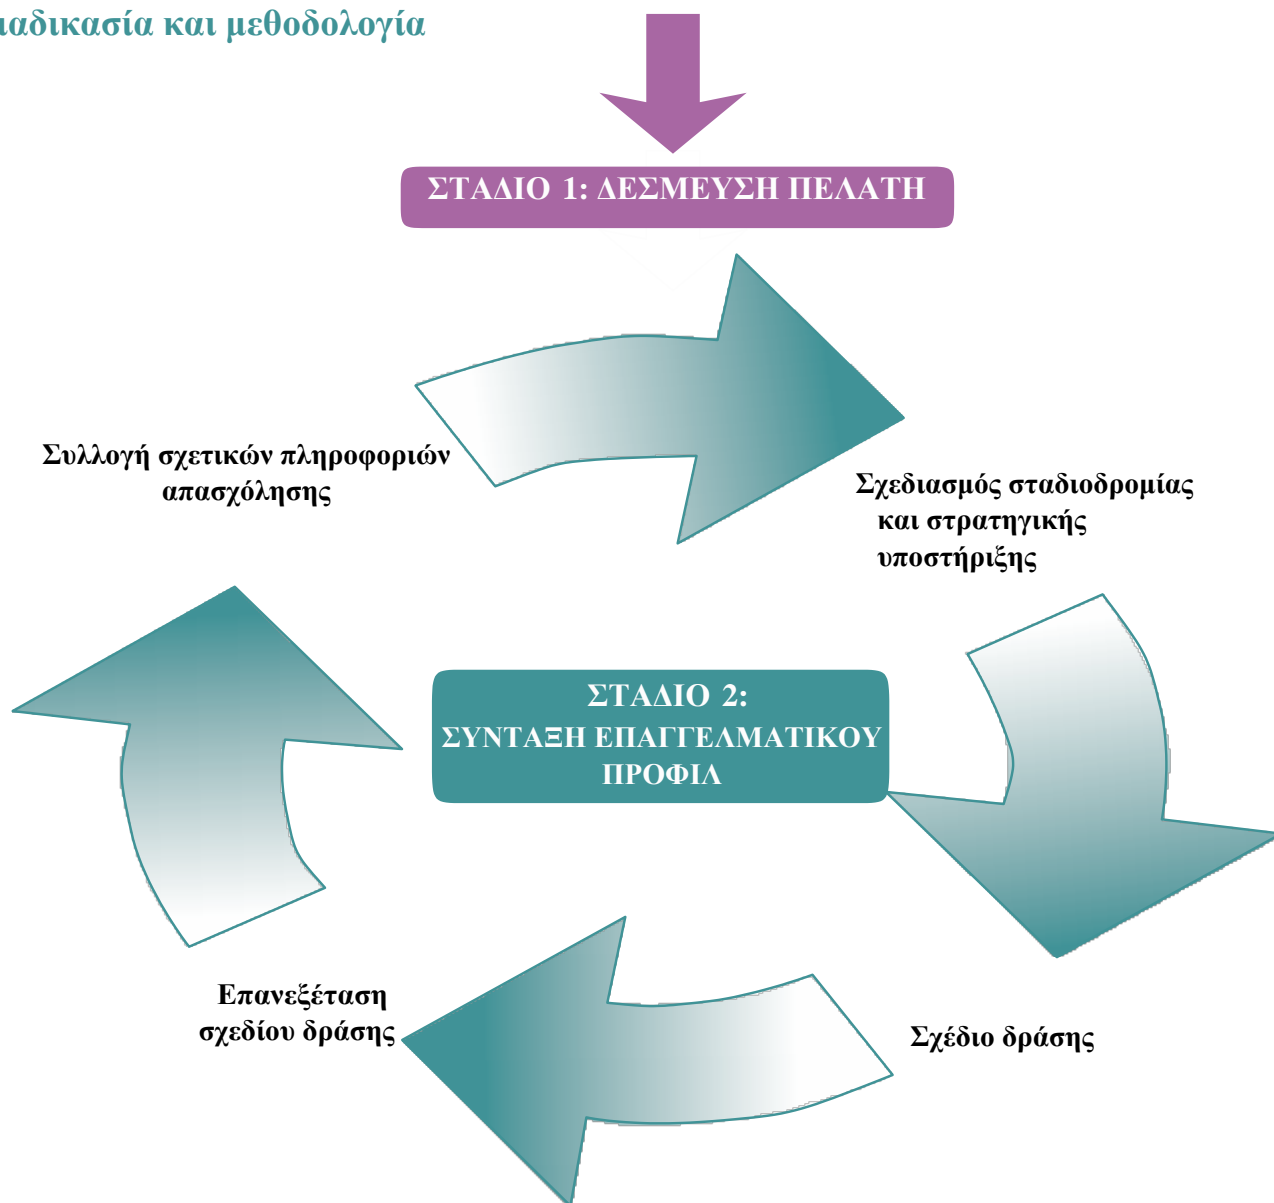 ιαδικασία και μεθοδολογία
ΣΤΑΔΙΟ 1: ΔΕΣΜΕΥΣΗ ΠΕΛΑΤΗ
Συλλογή σχετικών πληροφοριών
απασχόλησης
Σχεδιασμός σταδιοδρομίας
και στρατηγικής
υποστήριξης
ΣΤΑΔΙΟ 2:
ΣΥΝΤΑΞΗ ΕΠΑΓΓΕΛΜΑΤΙΚΟΥ
ΠΡΟΦΙΛ
Επανεξέταση
σχεδίου δράσης
Σχέδιο δράσης